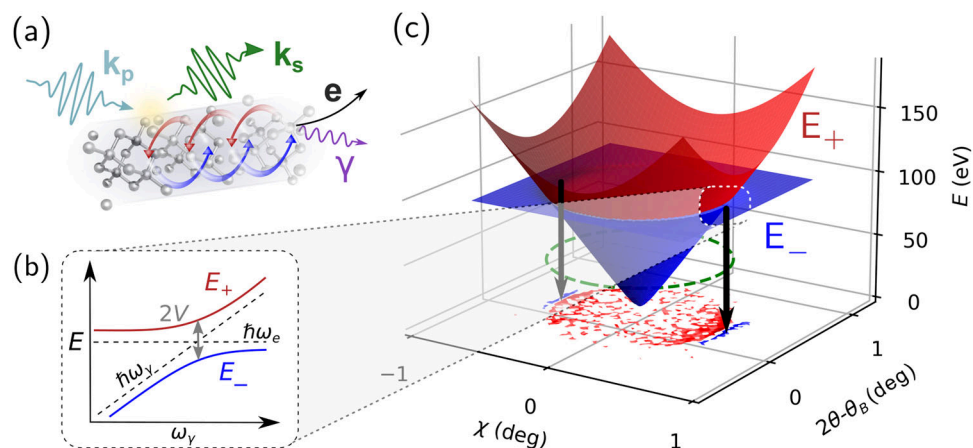 (a)
k_p
k_s
e
γ
(b)
E_+
2V
E
ħω_e
ħω_γ
E_−
ω_γ
(c)
E_+
E_−
150
100
50
0
E (eV)
−1
0
1
χ (deg)
0
1
2θ-θ_B(deg)